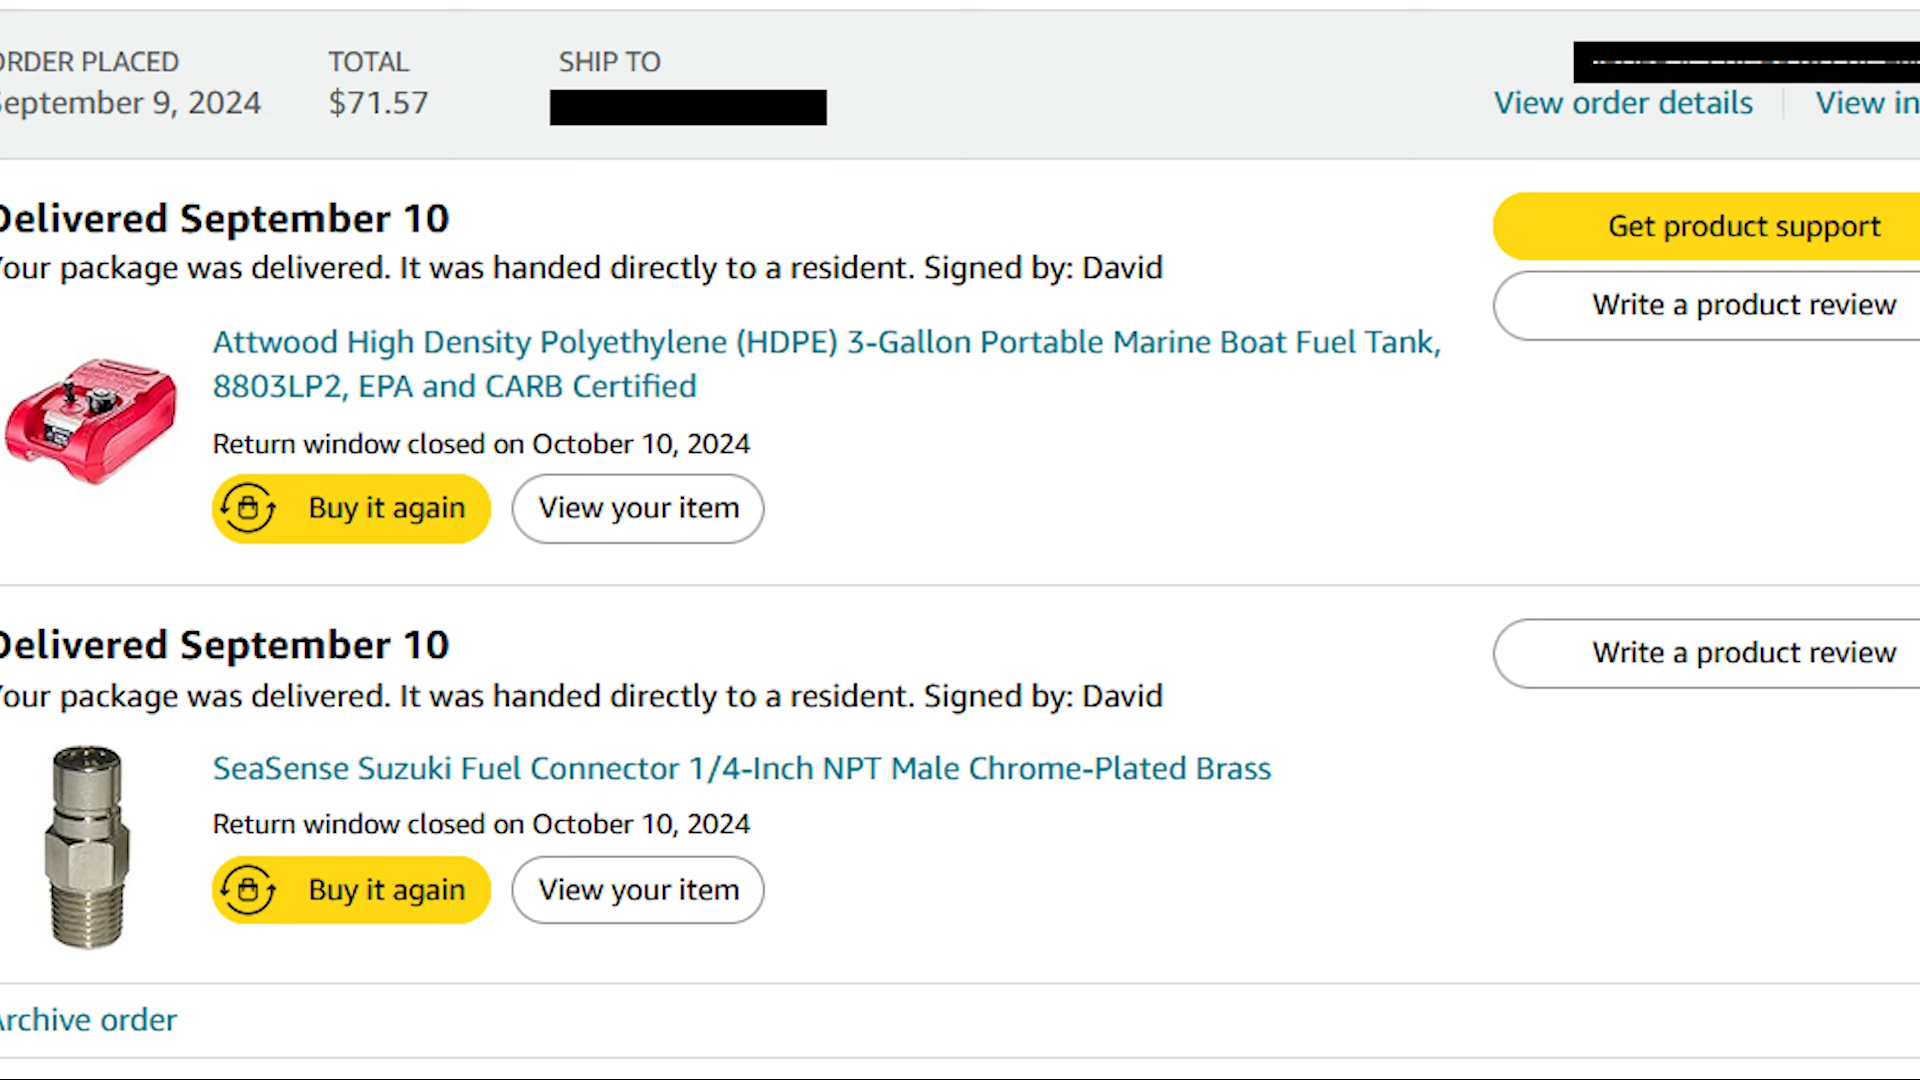 ORDER PLACED
September 9, 2024
TOTAL
$71.57
SHIP TO
View order details
View in
Delivered September 10
Your package was delivered. It was handed directly to a resident. Signed by: David
Get product support
Write a product review
Attwood High Density Polyethylene (HDPE) 3-Gallon Portable Marine Boat Fuel Tank,
8803LP2, EPA and CARB Certified
Return window closed on October 10, 2024
Buy it again
View your item
Delivered September 10
Your package was delivered. It was handed directly to a resident. Signed by: David
Write a product review
SeaSense Suzuki Fuel Connector 1/4-Inch NPT Male Chrome-Plated Brass
Return window closed on October 10, 2024
Buy it again
View your item
Archive order